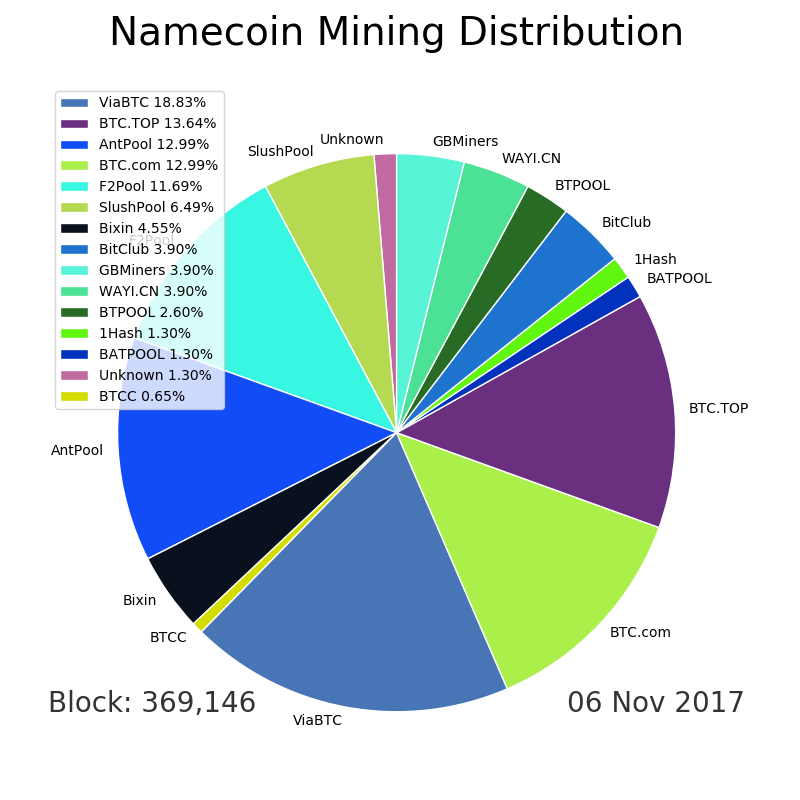 Namecoin Mining Distribution
ViaBTC 18.83%
BTC.TOP 13.64%
AntPool 12.99%
BTC.com 12.99%
F2Pool 11.69%
SlushPool 6.49%
Bixin 4.55%
BitClub 3.90%
GBMiners 3.90%
WAYI.CN 3.90%
BTPOOL 2.60%
1Hash 1.30%
BATPOOL 1.30%
Unknown 1.30%
BTCC 0.65%
Unknown
GBMiners
SlushPool
WAYI.CN
BTPOOL
BitClub
F2Pool
1Hash
BATPOOL
BTC.TOP
AntPool
Bixin
BTC.com
BTCC
ViaBTC
Block: 369,146
06 Nov 2017